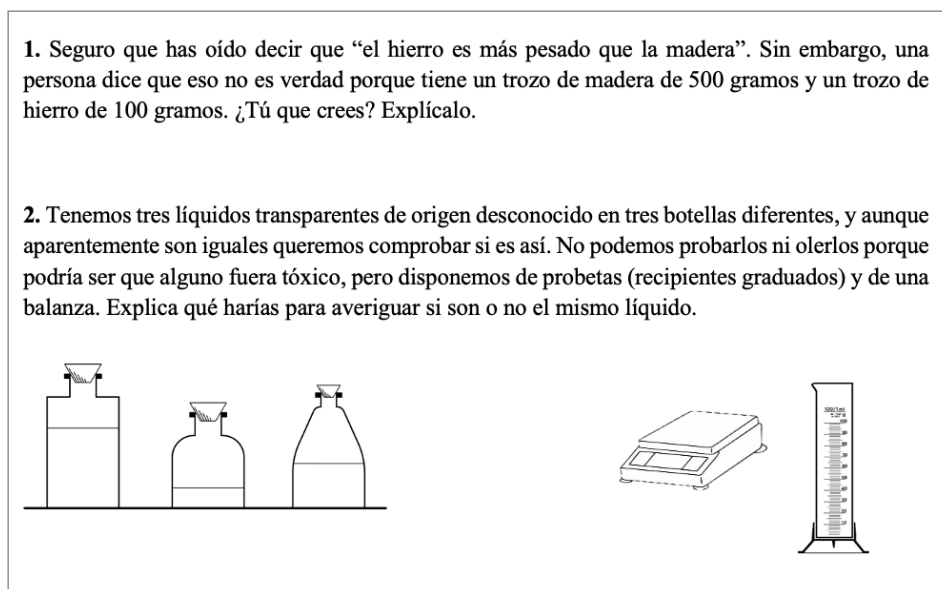 1. Seguro que has oído decir que “el hierro es más pesado que la madera”. Sin embargo, una
persona dice que eso no es verdad porque tiene un trozo de madera de 500 gramos y un trozo de
hierro de 100 gramos. ¿Tú que crees? Explícalo.
2. Tenemos tres líquidos transparentes de origen desconocido en tres botellas diferentes, y aunque
aparentemente son iguales queremos comprobar si es así. No podemos probarlos ni olerlos porque
podría ser que alguno fuera tóxico, pero disponemos de probetas (recipientes graduados) y de una
balanza. Explica qué harías para averiguar si son o no el mismo líquido.